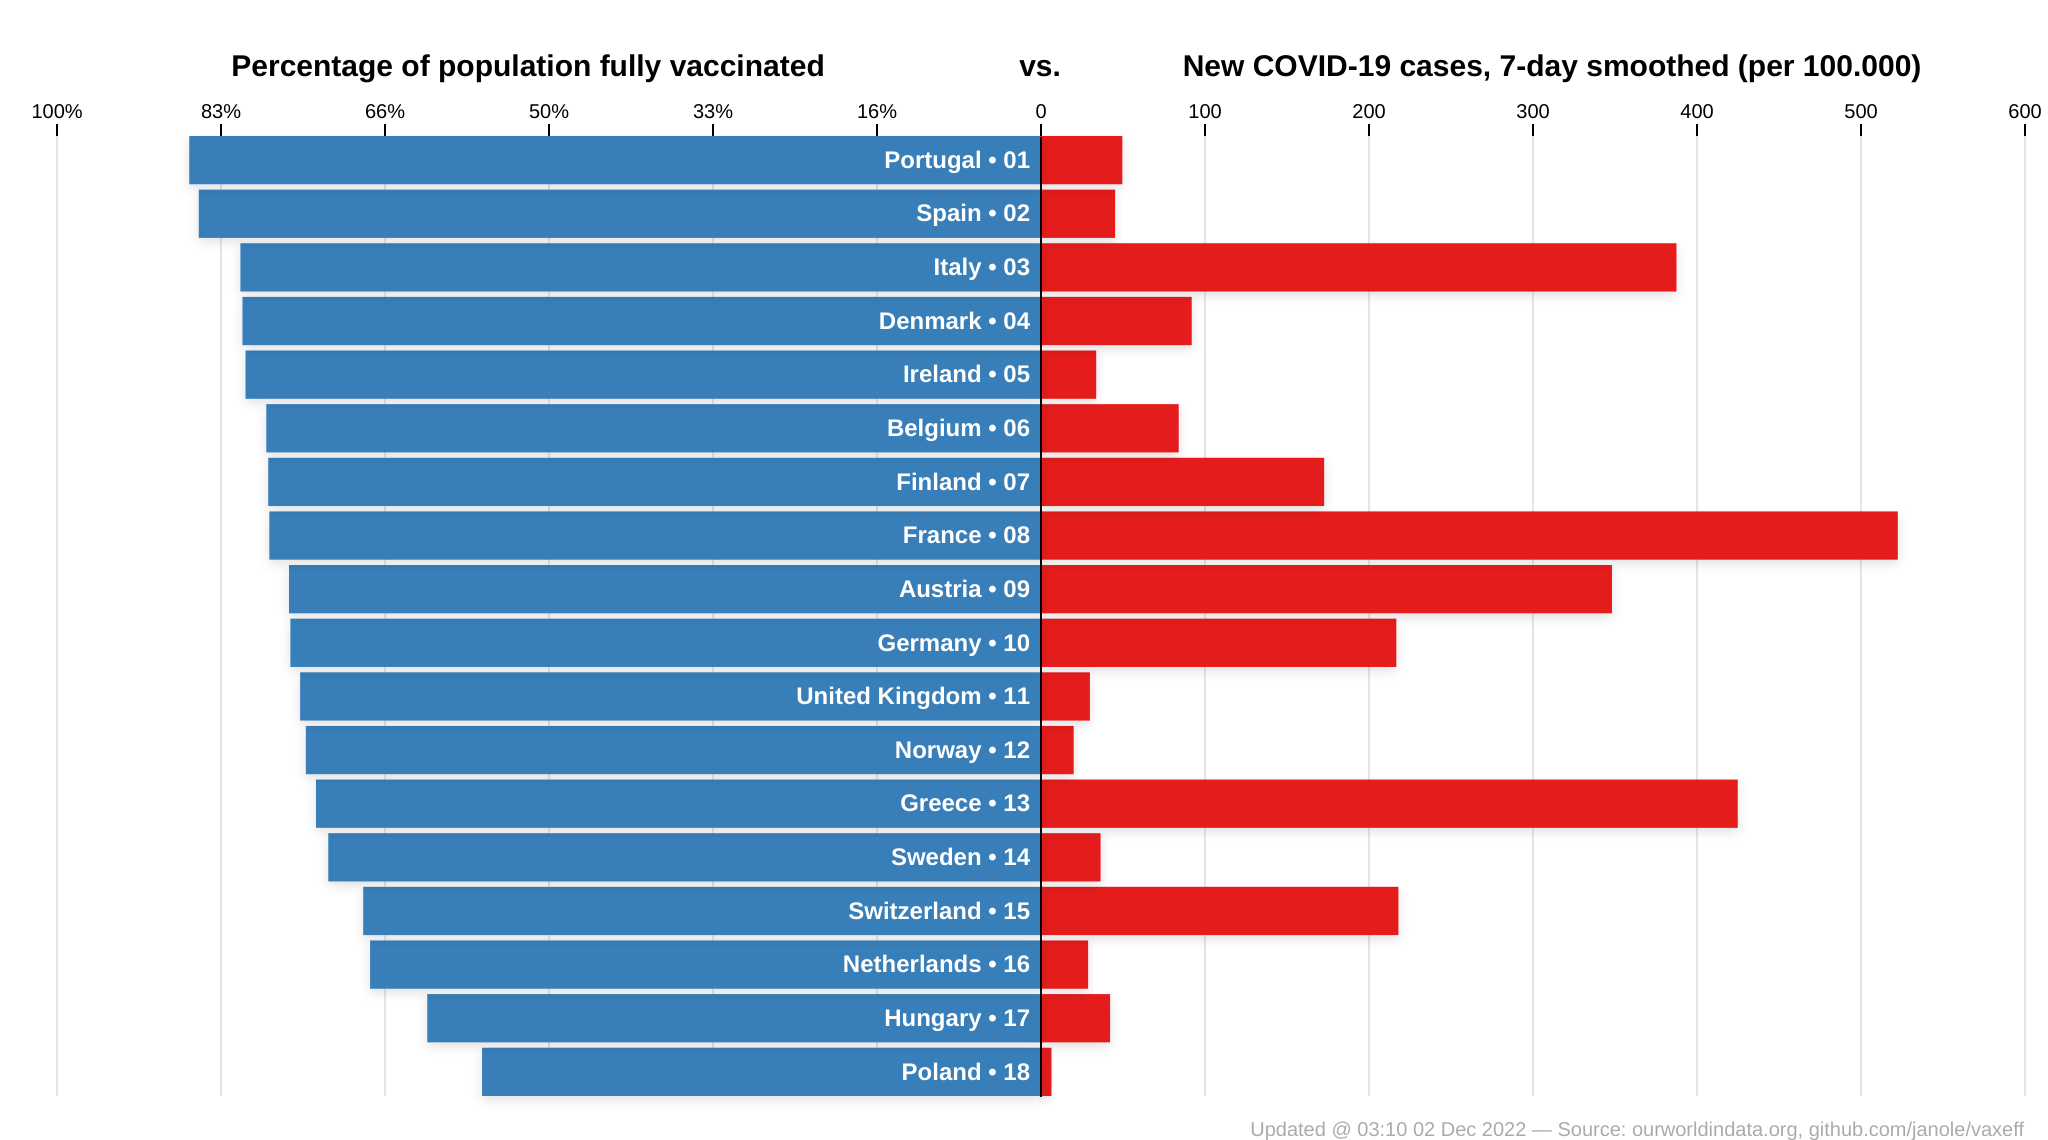 Percentage of population fully vaccinated vs. New COVID-19 cases, 7-day smoothed (per 100.000)
100% 83% 66% 50% 33% 16% 0 100 200 300 400 500 600
Portugal • 01
Spain • 02
Italy • 03
Denmark • 04
Ireland • 05
Belgium • 06
Finland • 07
France • 08
Austria • 09
Germany • 10
United Kingdom • 11
Norway • 12
Greece • 13
Sweden • 14
Switzerland • 15
Netherlands • 16
Hungary • 17
Poland • 18
Updated @ 03:10 02 Dec 2022 — Source: ourworldindata.org, github.com/janole/vaxeff